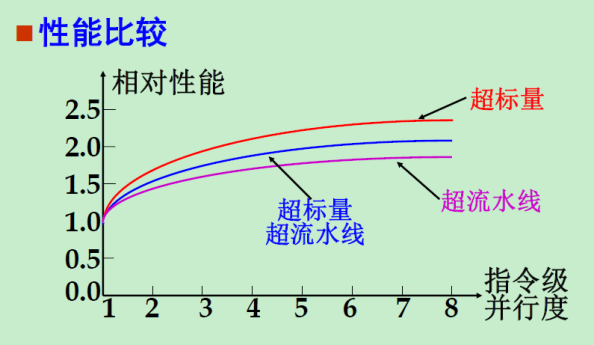 性能比较
相对性能
超标量
2.5
2.0
1.5
1.0
0.5
0.0
超标量
超流水线
超流水线
指令级
并行度
1 2 3 4 5 6 7 8